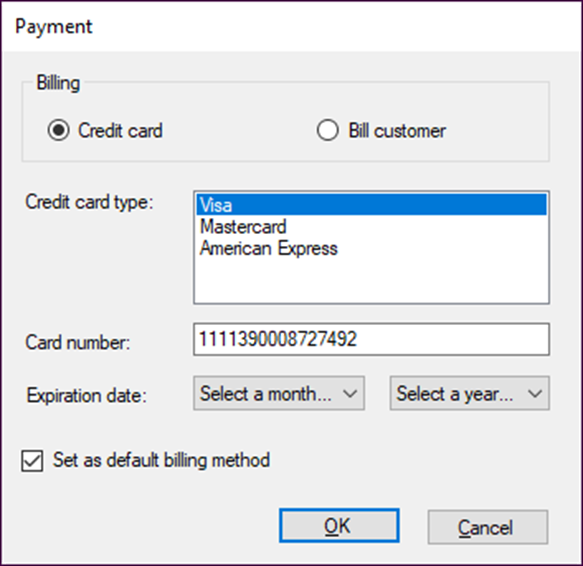 Payment
Billing
Credit card
Bill customer
Credit card type:
Visa
Mastercard
American Express
Card number:
1111390008727492
Expiration date:
Select a month...
Select a year...
Set as default billing method
OK
Cancel